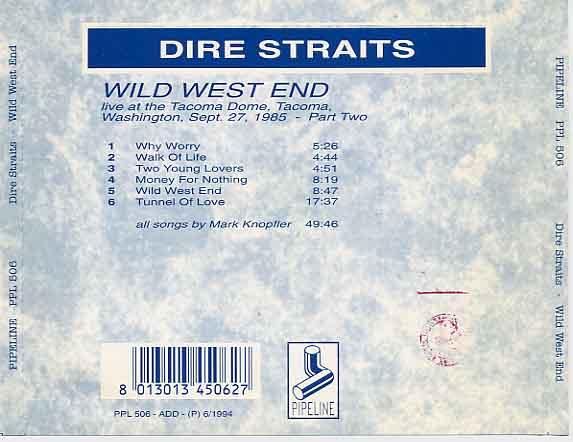 DIRE STRAITS
WILD WEST END
live at the Tacoma Dome, Tacoma,
Washington, Sept. 27, 1985 - Part Two
1 Why Worry 5:26
2 Walk Of Life 4:44
3 Two Young Lovers 4:51
4 Money For Nothing 8:19
5 Wild West End 8:47
6 Tunnel Of Love 17:37
all songs by Mark Knopfler 49:46
8 013013 450627
PPL 506 - ADD - (P) 6/1994
PIPELINE
PIPELINE - PPL 506 Dire Straits - Wild West End
PIPELINE PPL 506 Dire Straits - Wild West End